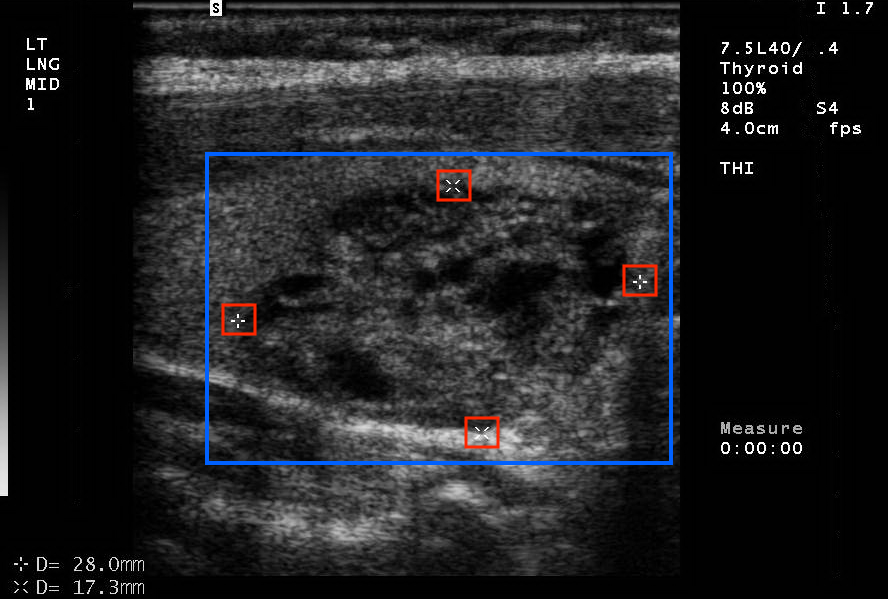 S
I 1.7
LT
LNG
MID
1
7.5L40/ .4
Thyroid
100%
8dB S4
4.0cm fps
THI
Measure
0:00:00
D= 28.0mm
D= 17.3mm